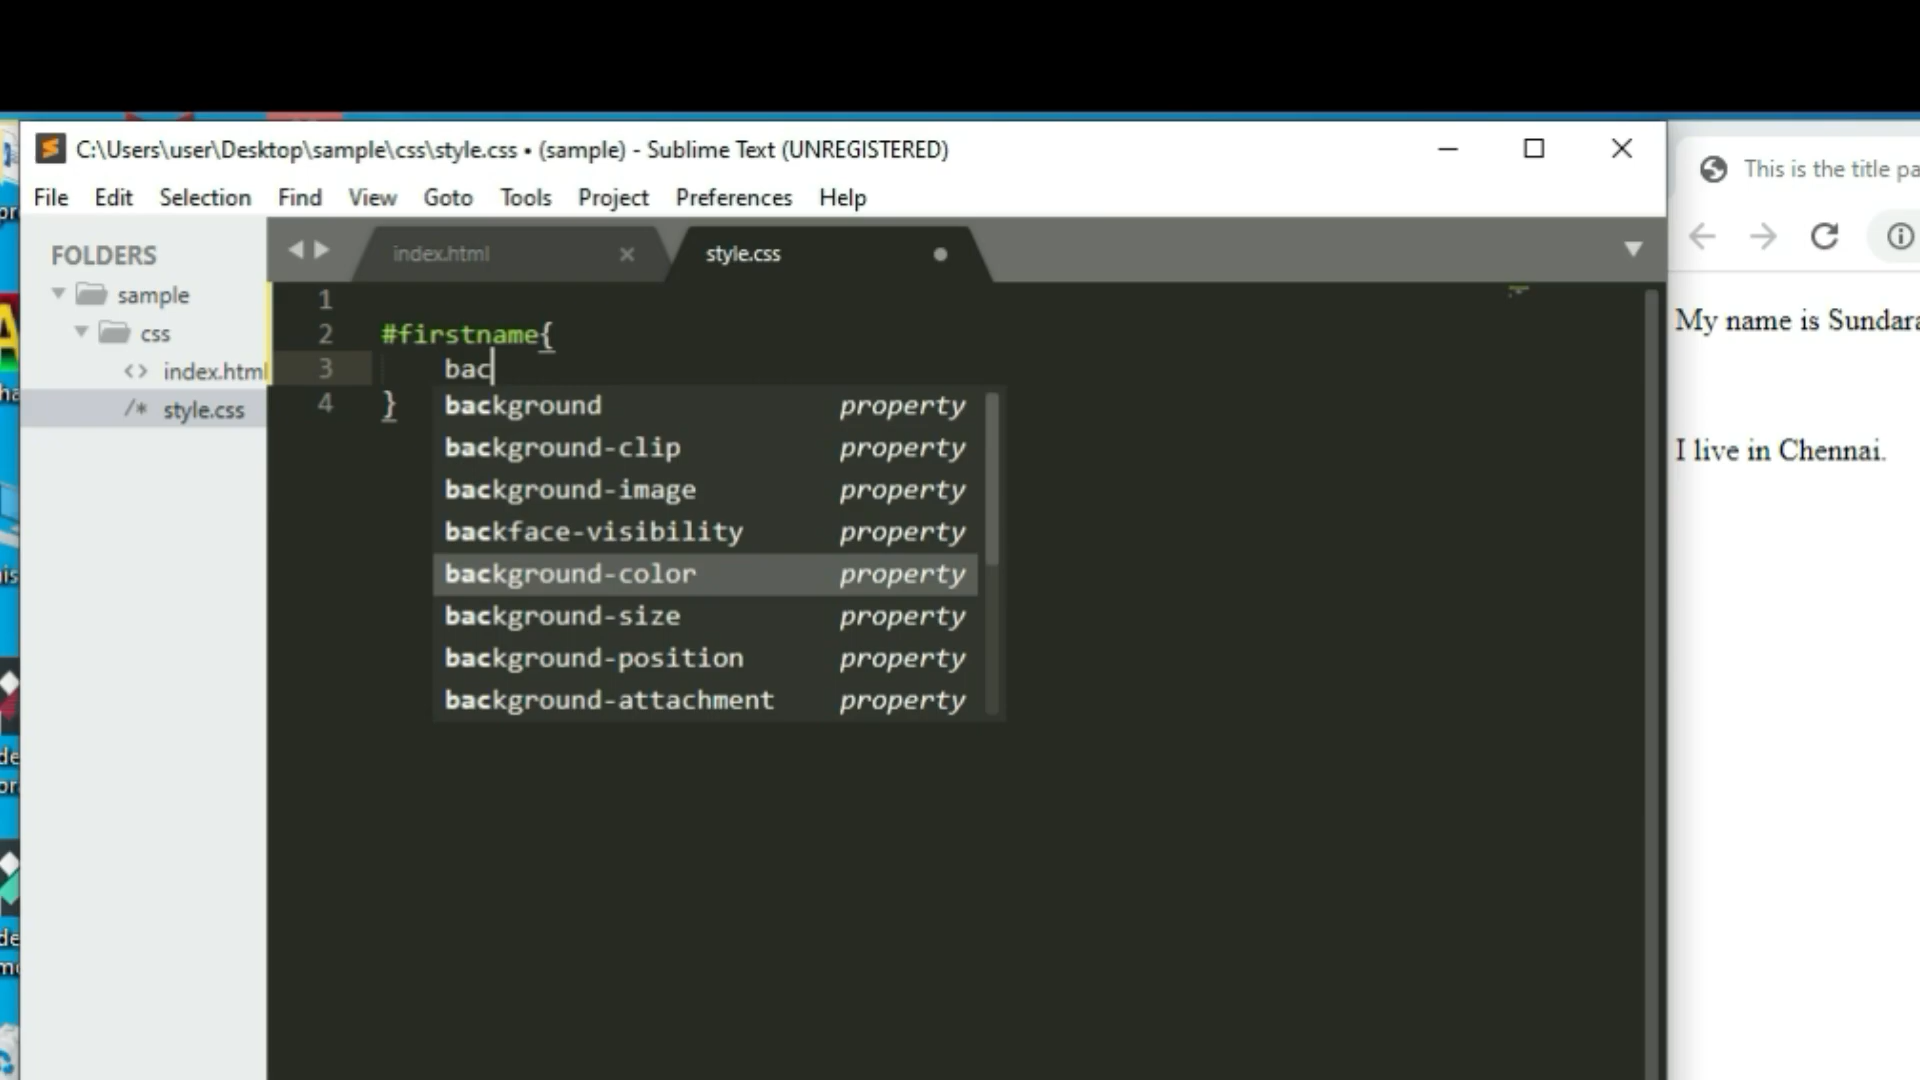 C:\Users\user\Desktop\sample\css\style.css • (sample) - Sublime Text (UNREGISTERED)
File Edit Selection Find View Goto Tools Project Preferences Help
FOLDERS
sample
css
index.html
style.css
index.html
style.css
1
2 #firstname{
3 bac
4 }
background property
background-clip property
background-image property
backface-visibility property
background-color property
background-size property
background-position property
background-attachment property
This is the title pa
My name is Sundara
I live in Chennai.